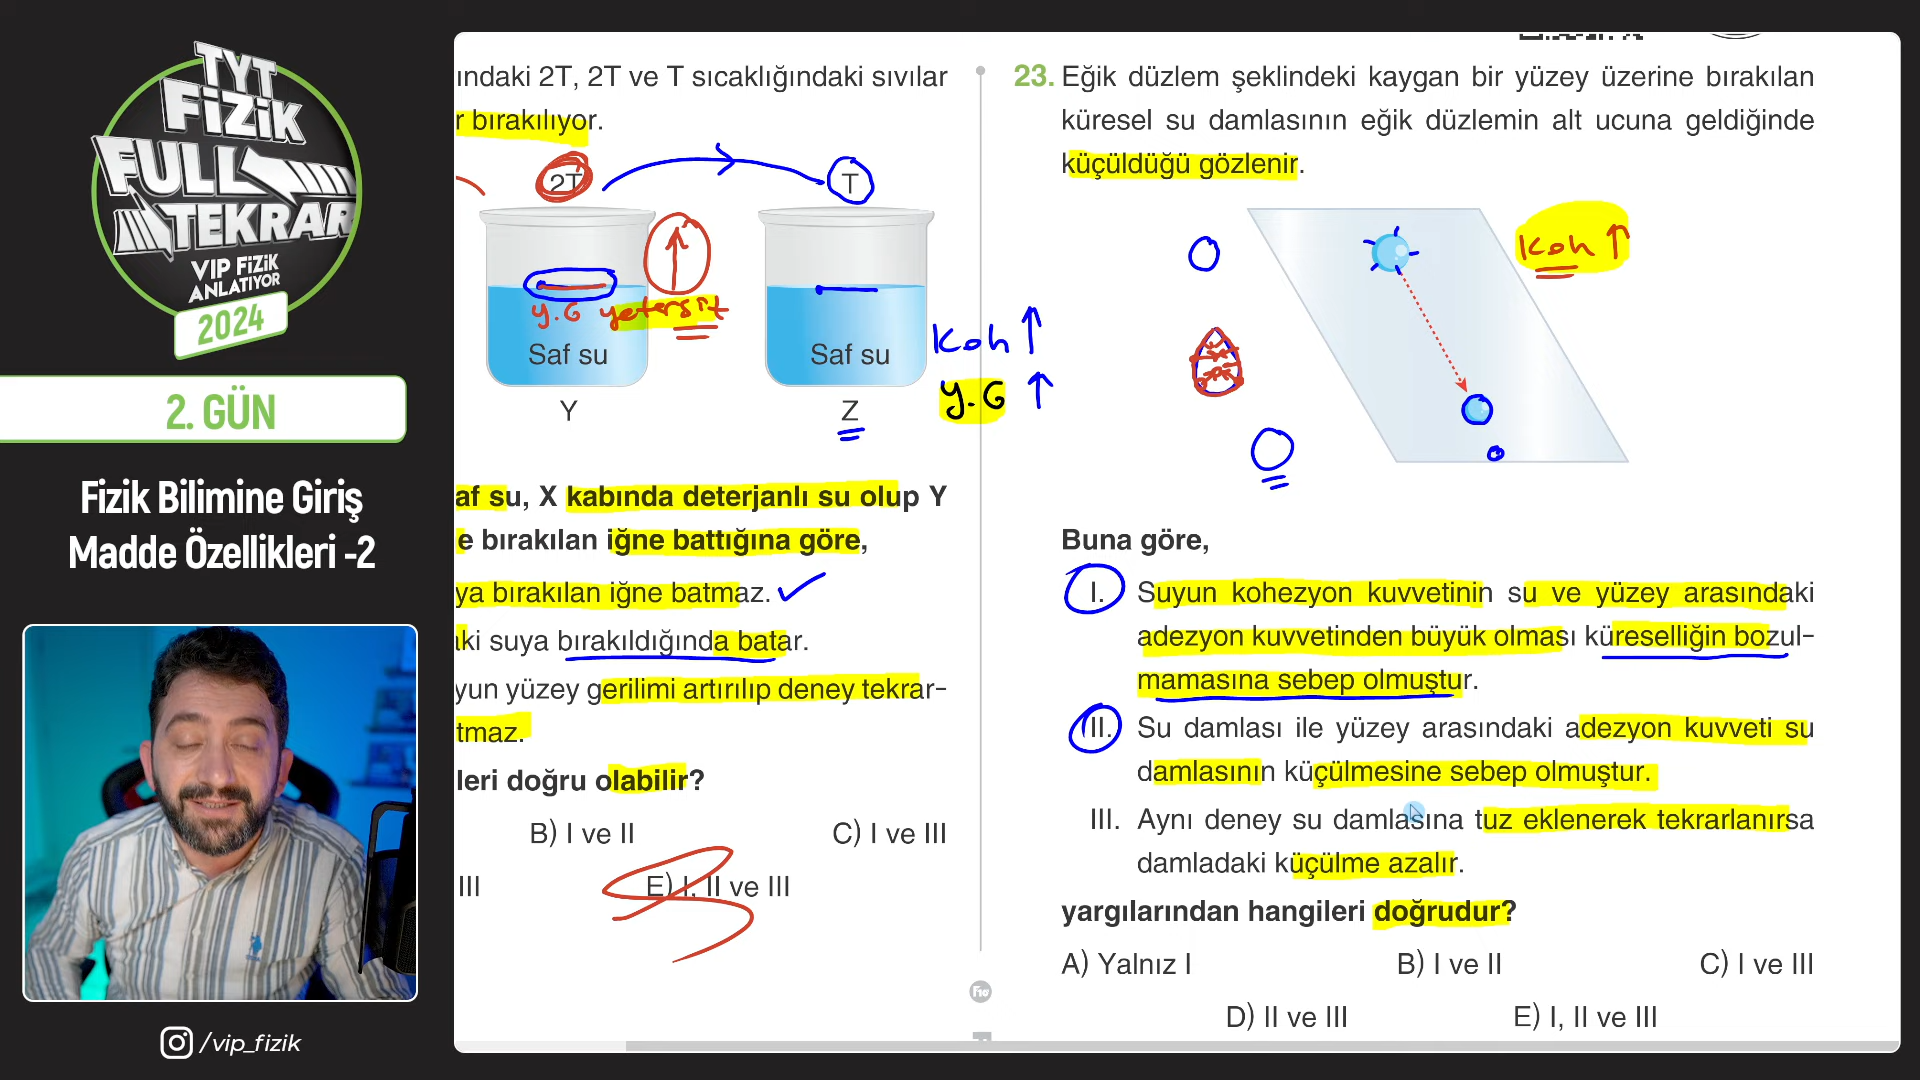 TYT
FİZİK
FULL
TEKRAR
VIP FİZİK
ANLATIYOR
2024
2. GÜN
Fizik Bilimine Giriş
Madde Özellikleri -2
/vip_fizik
ındaki 2T, 2T ve T sıcaklığındaki sıvılar
r bırakılıyor.
2T
T
y.G yetersiz
Saf su
Saf su
Koh ↑
y.G ↑
Y
Z
af su, X kabında deterjanlı su olup Y
e bırakılan iğne battığına göre,
ya bırakılan iğne batmaz.
ki suya bırakıldığında batar.
yun yüzey gerilimi artırılıp deney tekrar-
tmaz.
leri doğru olabilir?
B) I ve II
C) I ve III
III
E) I, II ve III
23. Eğik düzlem şeklindeki kaygan bir yüzey üzerine bırakılan
küresel su damlasının eğik düzlemin alt ucuna geldiğinde
küçüldüğü gözlenir.
Koh ↑
Buna göre,
I. Suyun kohezyon kuvvetinin su ve yüzey arasındaki
adezyon kuvvetinden büyük olması küreselliğin bozul-
mamasına sebep olmuştur.
II. Su damlası ile yüzey arasındaki adezyon kuvveti su
damlasının küçülmesine sebep olmuştur.
III. Aynı deney su damlasına tuz eklenerek tekrarlanırsa
damladaki küçülme azalır.
yargılarından hangileri doğrudur?
A) Yalnız I
B) I ve II
C) I ve III
D) II ve III
E) I, II ve III